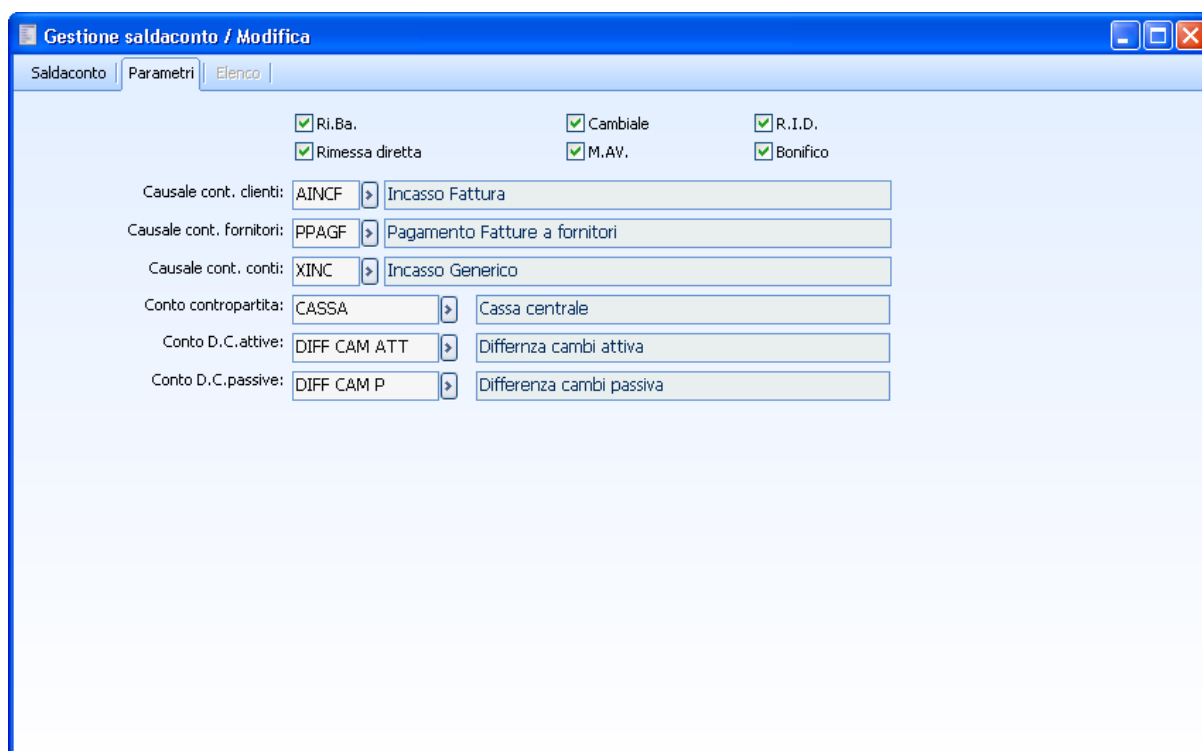 Gestione saldaconto / Modifica
Saldaconto Parametri Elenco
Ri.Ba. Cambiale R.I.D.
Rimessa diretta M.AV. Bonifico
Causale cont. clienti: AINCF Incasso Fattura
Causale cont. fornitori: PPAGF Pagamento Fatture a fornitori
Causale cont. conti: XINC Incasso Generico
Conto contropartita: CASSA Cassa centrale
Conto D.C.attive: DIFF CAM ATT Differnza cambi attiva
Conto D.C.passive: DIFF CAM P Differenza cambi passiva